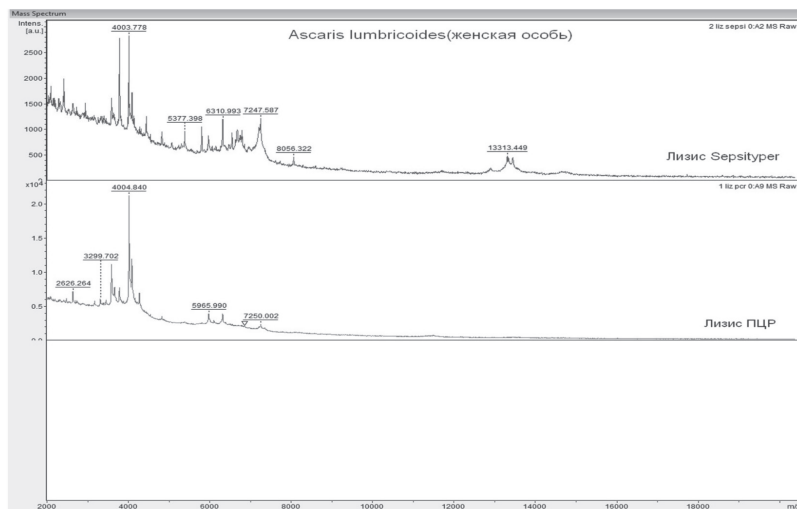 Mass Spectrum
Intens.
[a.u.]
2 liz.sepsi 0:A2 MS Raw
Ascaris lumbricoides(женская особь)
4003.778
2500
2000
1500
1000
500
5377.398
6310.993
7247.587
8056.322
13313.449
Лизис Sepsityper
x10⁴
1 liz pcr 0:A9 MS Raw
4004.840
2.0
1.5
1.0
0.5
0.0
3299.702
2626.264
5965.990
7250.002
Лизис ПЦР
2000 4000 6000 8000 10000 12000 14000 16000 18000